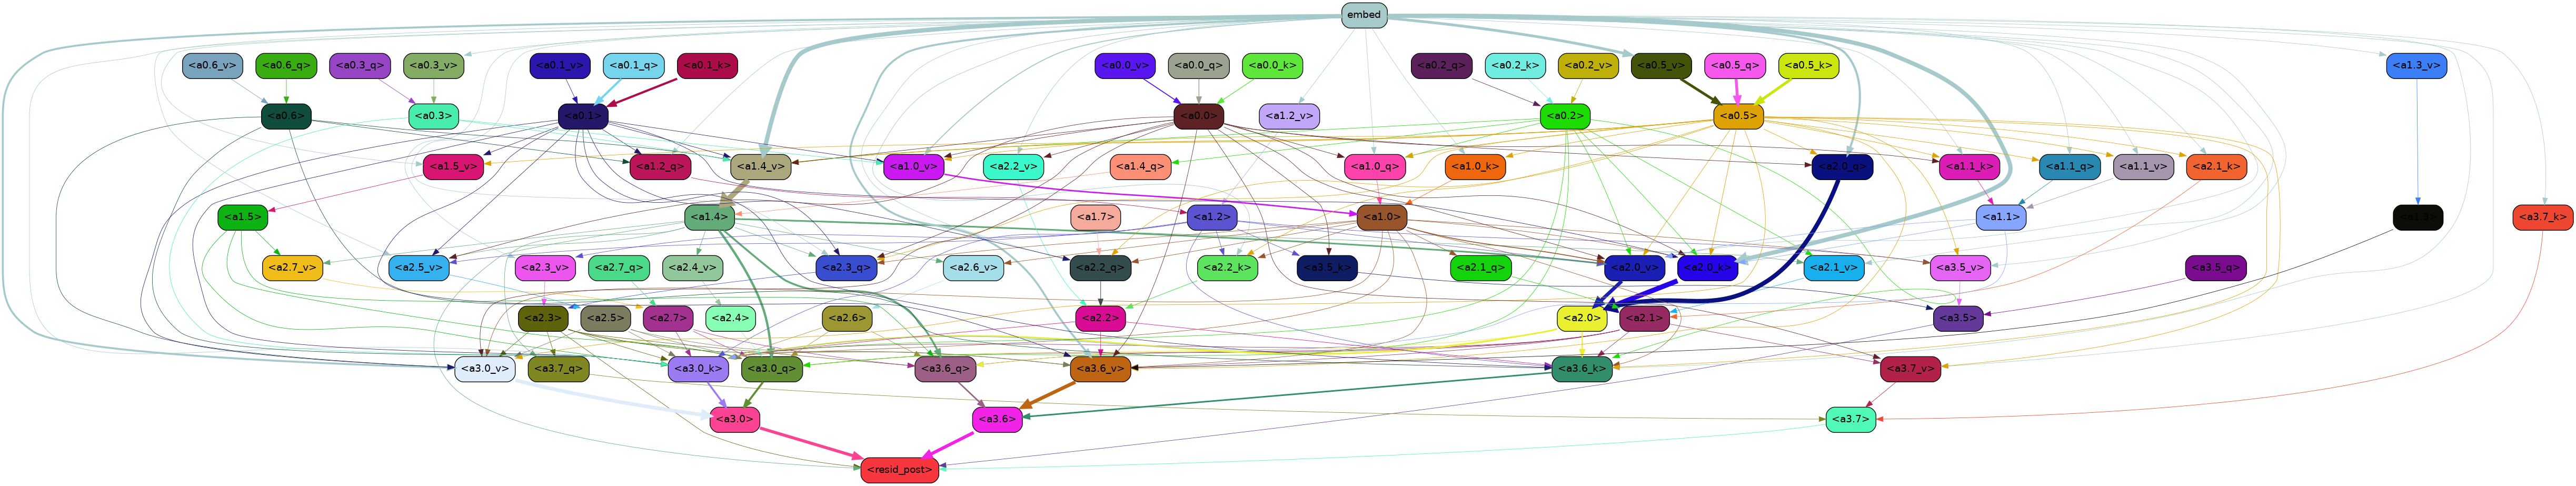 embed
<a0.6_v> <a0.6_q> <a0.3_q> <a0.3_v> <a0.1_v> <a0.1_q> <a0.1_k> <a0.0_v> <a0.0_q> <a0.0_k> <a0.2_q> <a0.2_k> <a0.2_v> <a0.5_v> <a0.5_q> <a0.5_k> <a1.3_v>
<a0.6> <a0.3> <a0.1> <a0.0> <a1.2_v> <a0.2> <a0.5>
<a1.5_v> <a1.2_q> <a1.4_v> <a1.0_v> <a2.2_v> <a1.4_q> <a1.0_q> <a1.0_k> <a2.0_q> <a1.1_k> <a1.1_q> <a1.1_v> <a2.1_k>
<a1.5> <a1.4> <a1.7> <a1.2> <a1.0> <a1.1> <a1.3> <a3.7_k>
<a2.7_v> <a2.5_v> <a2.3_v> <a2.7_q> <a2.4_v> <a2.3_q> <a2.6_v> <a2.2_q> <a2.2_k> <a3.5_k> <a2.1_q> <a2.0_v> <a2.0_k> <a2.1_v> <a3.5_v> <a3.5_q>
<a2.3> <a2.5> <a2.7> <a2.4> <a2.6> <a2.2> <a2.0> <a2.1> <a3.5>
<a3.0_v> <a3.7_q> <a3.0_k> <a3.0_q> <a3.6_q> <a3.6_v> <a3.6_k> <a3.7_v>
<a3.0> <a3.6> <a3.7>
<resid_post>